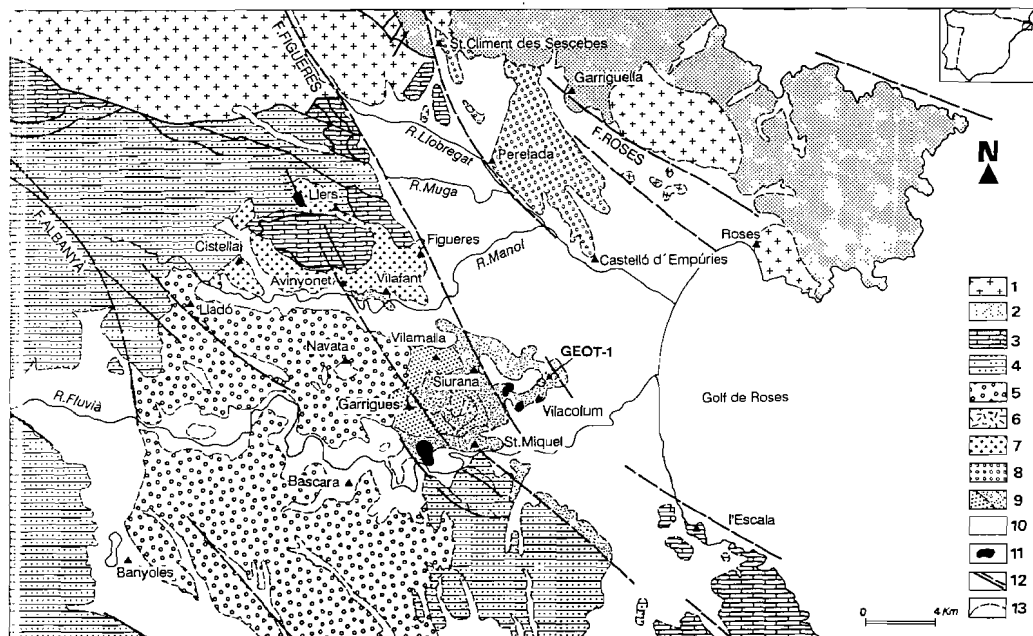 F.FIGUERES
St.Climent des Sescebes
Garriguella
R.Llobregat
F.ROSES
Perelada
R.Muga
Llers
F.ALBANYÀ
Cistella
Figueres
R.Manol
Roses
Castelló d´Empúries
Avinyonet
Vilafant
Lladó
Vilamalla
Navata
GEOT-1
Siurana
Golf de Roses
R.Fluvià
Garrigues
Vilacolum
St.Miquel
Bascara
l'Escala
Banyoles
N
1
2
3
4
5
6
7
8
9
10
11
12
13
0 4 Km